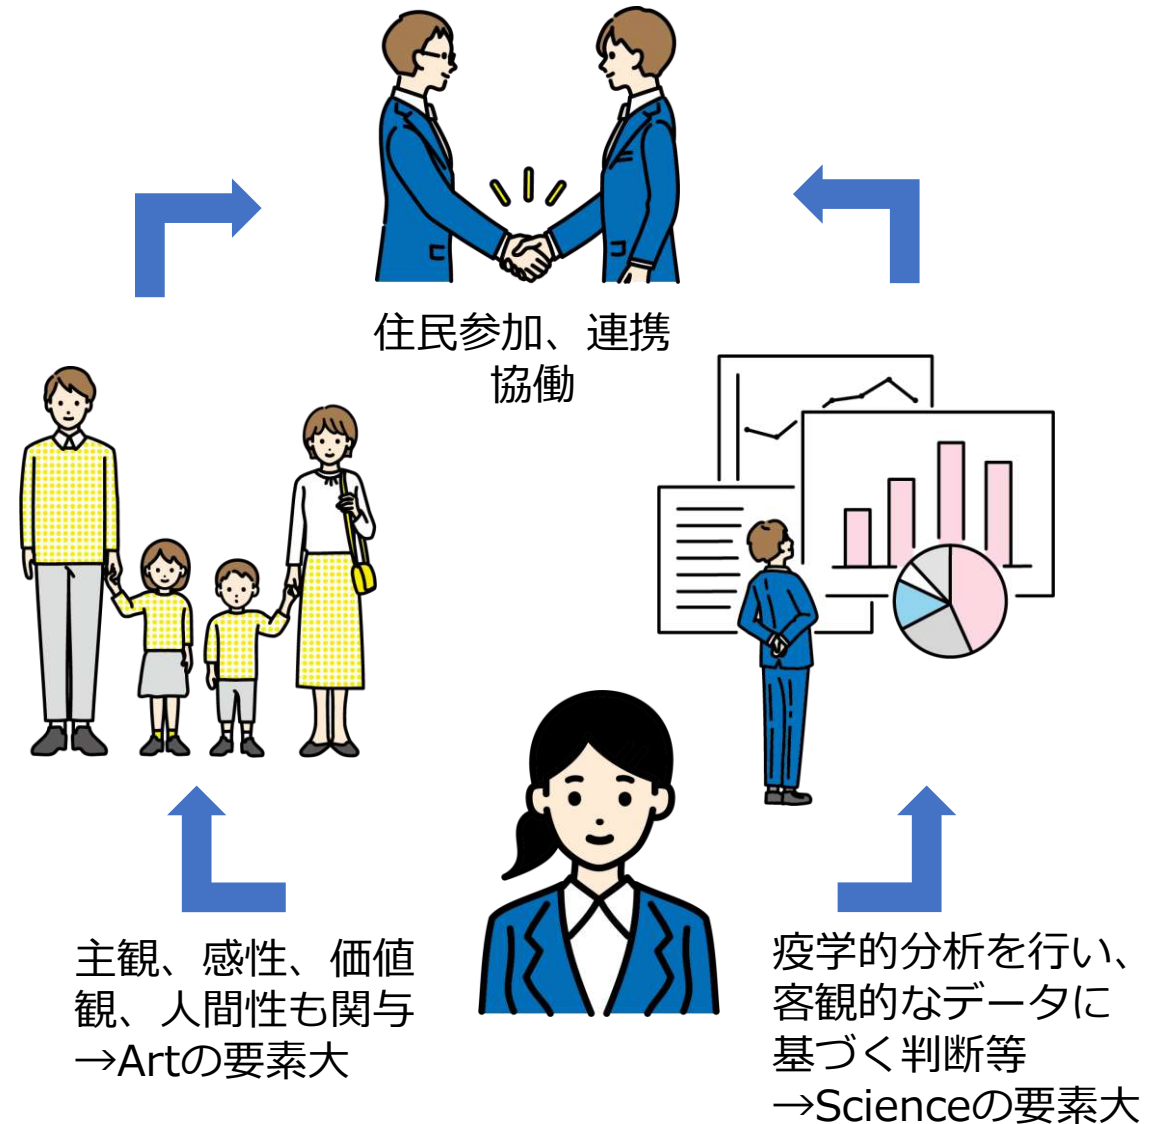 住民参加、連携
協働
主観、感性、価値
観、人間性も関与
→Artの要素大
疫学的分析を行い、
客観的なデータに
基づく判断等
→Scienceの要素大